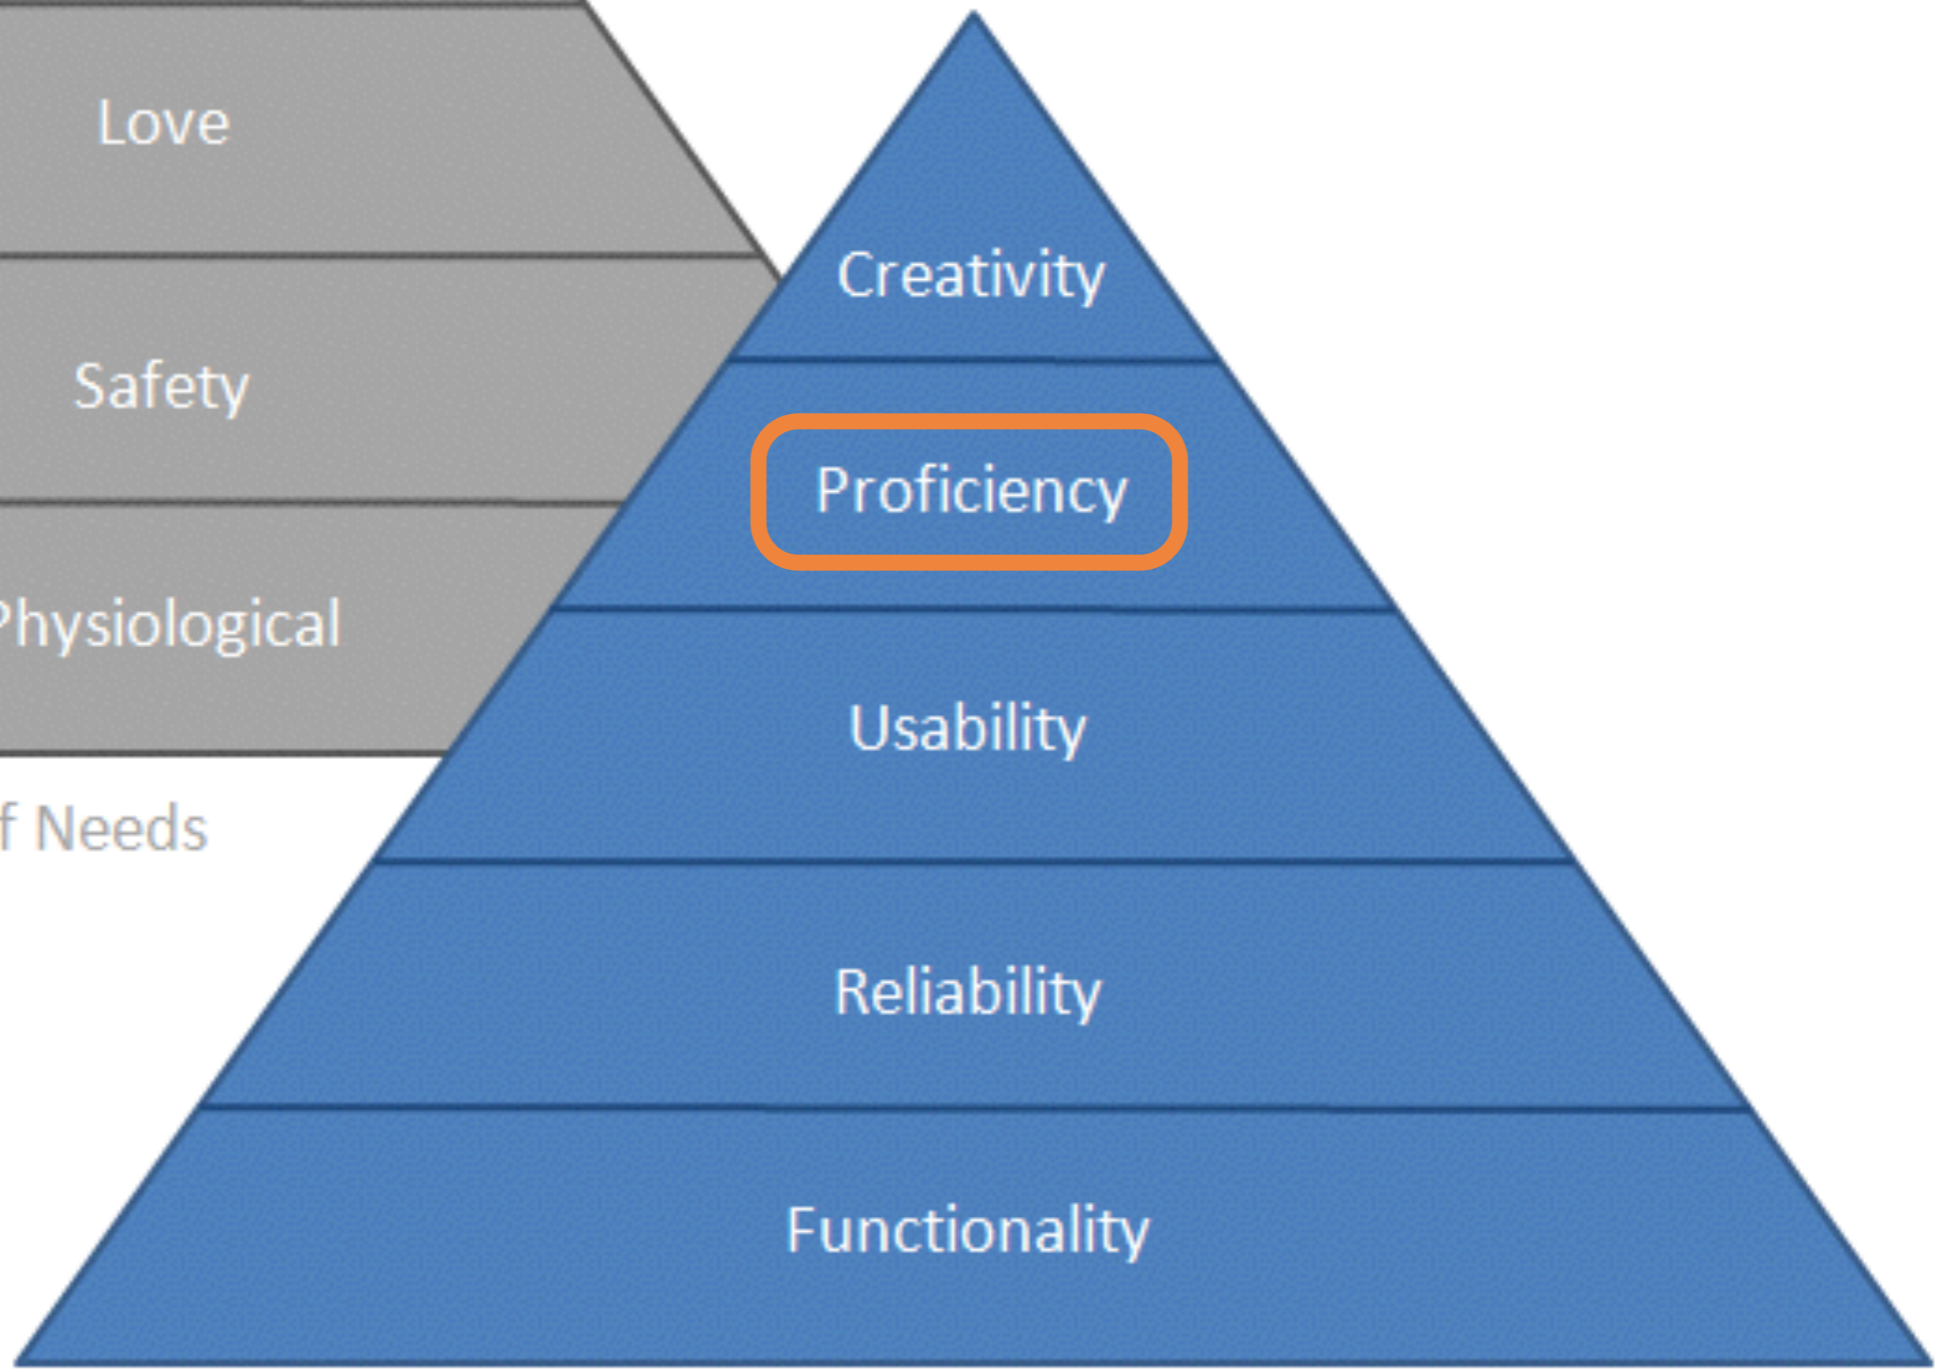 Love
Safety
Physiological
f Needs
Creativity
Proficiency
Usability
Reliability
Functionality